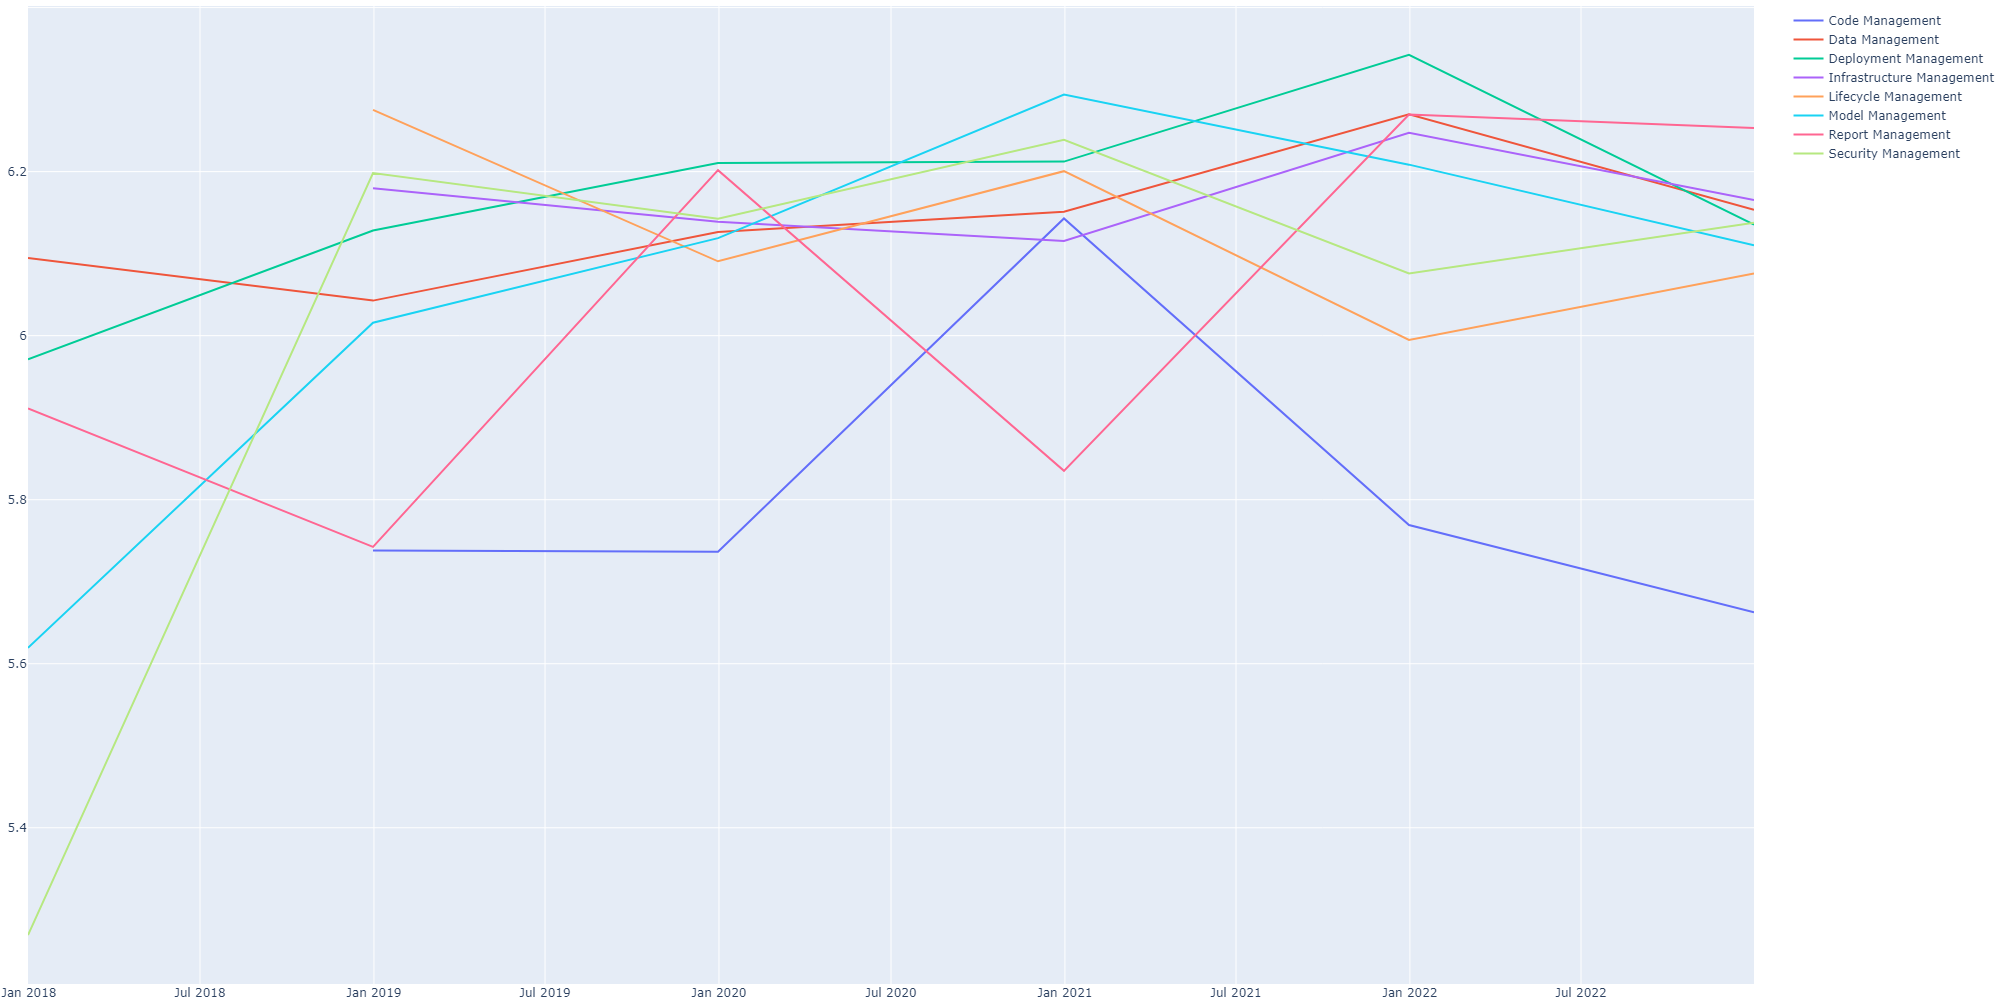 Code Management
Data Management
Deployment Management
Infrastructure Management
Lifecycle Management
Model Management
Report Management
Security Management
6.2
6
5.8
5.6
5.4
Jan 2018
Jul 2018
Jan 2019
Jul 2019
Jan 2020
Jul 2020
Jan 2021
Jul 2021
Jan 2022
Jul 2022